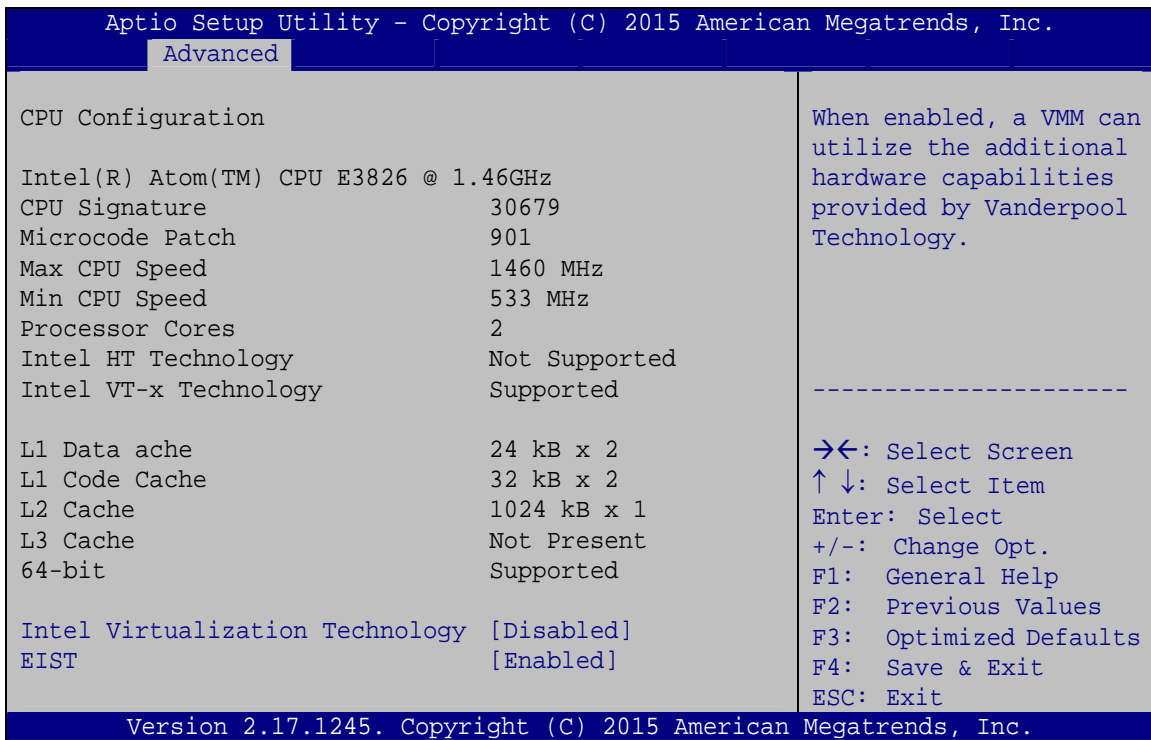 Aptio Setup Utility – Copyright (C) 2015 American Megatrends, Inc.
Advanced
CPU Configuration
Intel(R) Atom(TM) CPU E3826 @ 1.46GHz
CPU Signature 30679
Microcode Patch 901
Max CPU Speed 1460 MHz
Min CPU Speed 533 MHz
Processor Cores 2
Intel HT Technology Not Supported
Intel VT-x Technology Supported
L1 Data ache 24 kB x 2
L1 Code Cache 32 kB x 2
L2 Cache 1024 kB x 1
L3 Cache Not Present
64-bit Supported
Intel Virtualization Technology [Disabled]
EIST [Enabled]
When enabled, a VMM can
utilize the additional
hardware capabilities
provided by Vanderpool
Technology.
----------------------
→←: Select Screen
↑ ↓: Select Item
Enter: Select
+/-: Change Opt.
F1: General Help
F2: Previous Values
F3: Optimized Defaults
F4: Save & Exit
ESC: Exit
Version 2.17.1245. Copyright (C) 2015 American Megatrends, Inc.